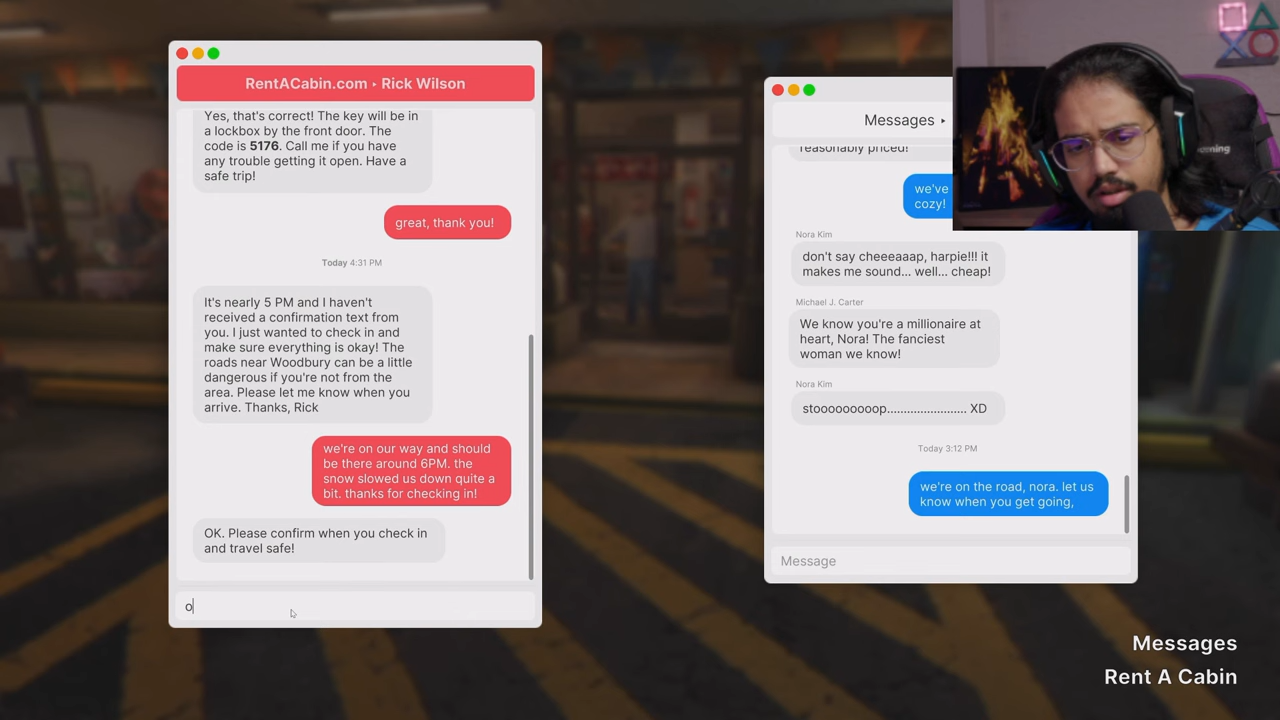 RentACabin.com ‣ Rick Wilson
Yes, that's correct! The key will be in
a lockbox by the front door. The
code is 5176. Call me if you have
any trouble getting it open. Have a
safe trip!
great, thank you!
Today 4:31 PM
It's nearly 5 PM and I haven't
received a confirmation text from
you. I just wanted to check in and
make sure everything is okay! The
roads near Woodbury can be a little
dangerous if you're not from the
area. Please let me know when you
arrive. Thanks, Rick
we're on our way and should
be there around 6PM. the
snow slowed us down quite a
bit. thanks for checking in!
OK. Please confirm when you check in
and travel safe!
o
Messages ‣
reasonably priced!
we've
cozy!
Nora Kim
don't say cheeeaaap, harpie!!! it
makes me sound... well... cheap!
Michael J. Carter
We know you're a millionaire at
heart, Nora! The fanciest
woman we know!
Nora Kim
stooooooooop........................ XD
Today 3:12 PM
we're on the road, nora. let us
know when you get going,
Message
Messages
Rent A Cabin